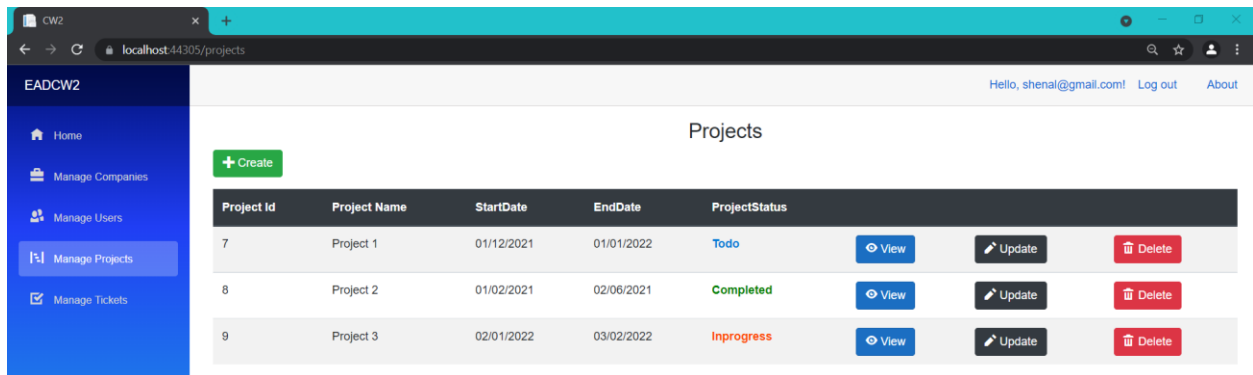 CW2
localhost:44305/projects
EADCW2
Hello, shenal@gmail.com! Log out About
Home
Manage Companies
Manage Users
Manage Projects
Manage Tickets
Projects
Create
Project Id Project Name StartDate EndDate ProjectStatus
7 Project 1 01/12/2021 01/01/2022 Todo View Update Delete
8 Project 2 01/02/2021 02/06/2021 Completed View Update Delete
9 Project 3 02/01/2022 03/02/2022 Inprogress View Update Delete